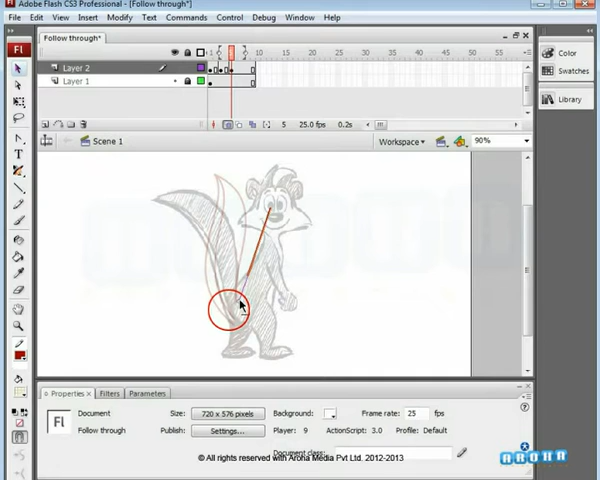 Adobe Flash CS3 Professional - [Follow through*]
File Edit View Insert Modify Text Commands Control Debug Window Help
Follow through*
1 5 10 15 20 25 30 35 40 45 50 55
Layer 2
Layer 1
5 25.0 fps 0.2s
Scene 1
Workspace
90%
Color
Swatches
Library
Properties Filters Parameters
Document
Follow through
Size: 720 x 576 pixels
Background:
Frame rate: 25 fps
Publish: Settings...
Player: 9
ActionScript: 3.0
Profile: Default
Document class:
© All rights reserved with Aroha Media Pvt Ltd. 2012-2013
AROHA